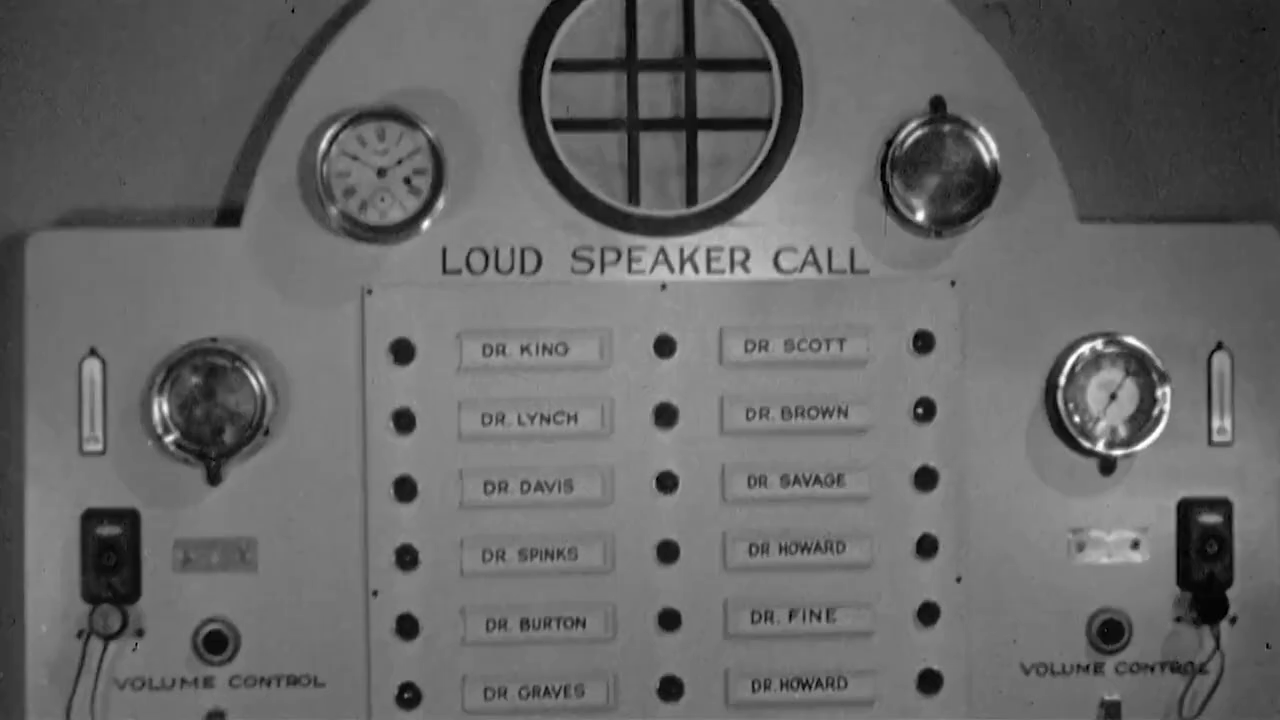 LOUD SPEAKER CALL
DR. KING
DR. SCOTT
DR. LYNCH
DR. BROWN
DR. DAVIS
DR. SAVAGE
DR. SPINKS
DR. HOWARD
DR. BURTON
DR. FINE
DR. GRAVES
DR. HOWARD
VOLUME CONTROL
VOLUME CONTROL